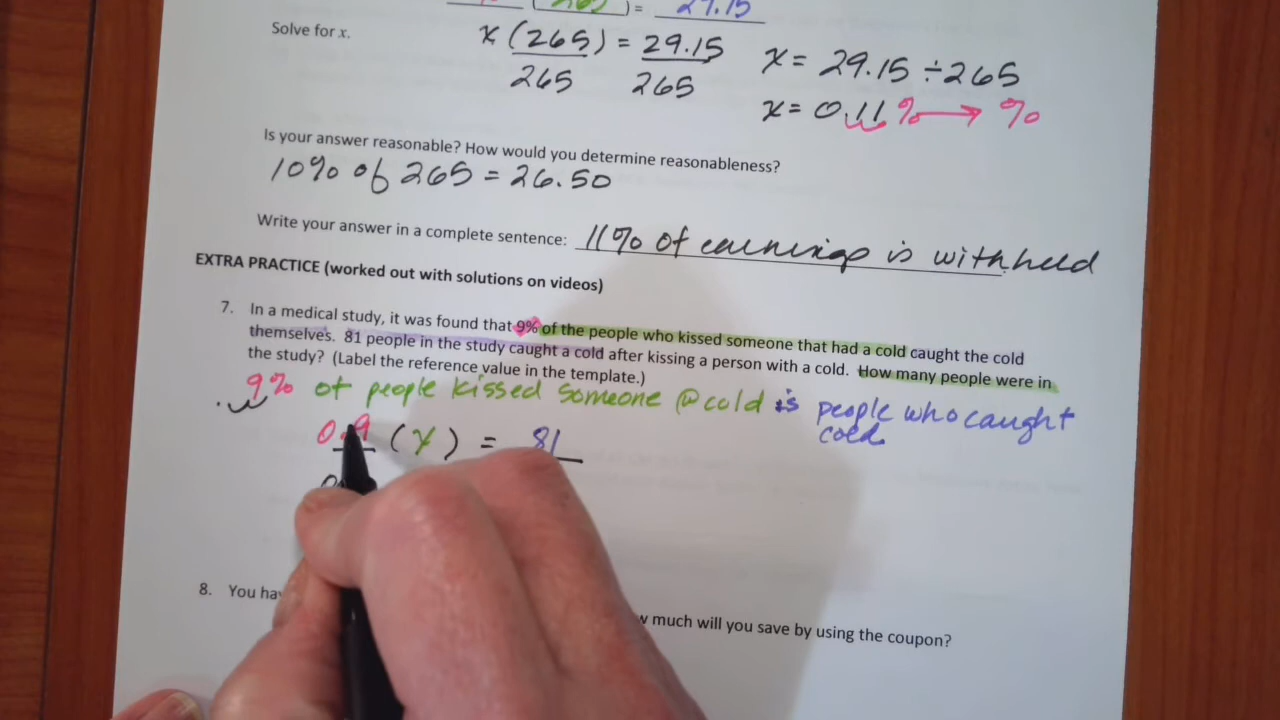 ( 265 ) = 29.15
Solve for x.
x (265) = 29.15
265 265
x = 29.15 ÷ 265
x = 0.11 % → %
Is your answer reasonable? How would you determine reasonableness?
10% of 265 = 26.50
Write your answer in a complete sentence: 11% of earnings is withheld
EXTRA PRACTICE (worked out with solutions on videos)
7. In a medical study, it was found that 9% of the people who kissed someone that had a cold caught the cold
themselves. 81 people in the study caught a cold after kissing a person with a cold. How many people were in
the study? (Label the reference value in the template.)
. 9% of people kissed someone @ cold is people who caught
cold
(x) = 81
8. You
much will you save by using the coupon?